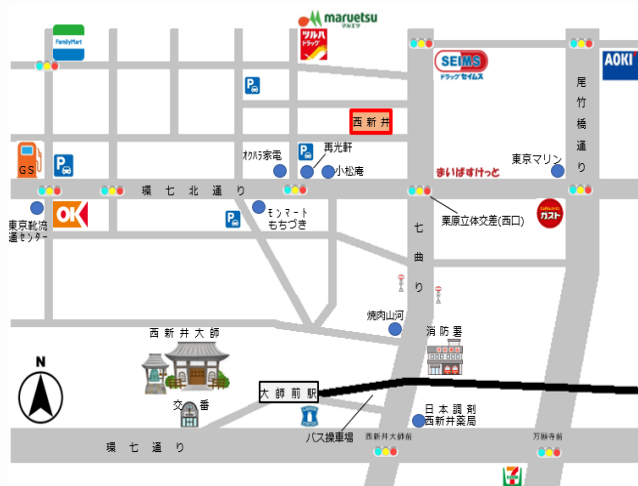 maruetsu
マルエツ
FamilyMart
ツルハ
ドラッグ
SEIMS
ドラッグ セイムス
AOKI
尾竹橋通り
P
西新井
再光軒
P
オクハラ家電
小松庵
まいばすけっと
東京マリン
GS
P
環七北通り
東京靴流
通センター
OK
P
モンマート
もちづき
栗原立体交差(西口)
ガスト
七曲り
焼肉山河
消防署
西新井大師
N
大師前駅
交番
バス操車場
日本調剤
西新井薬局
環七通り
西新井大師前
万願寺前
7